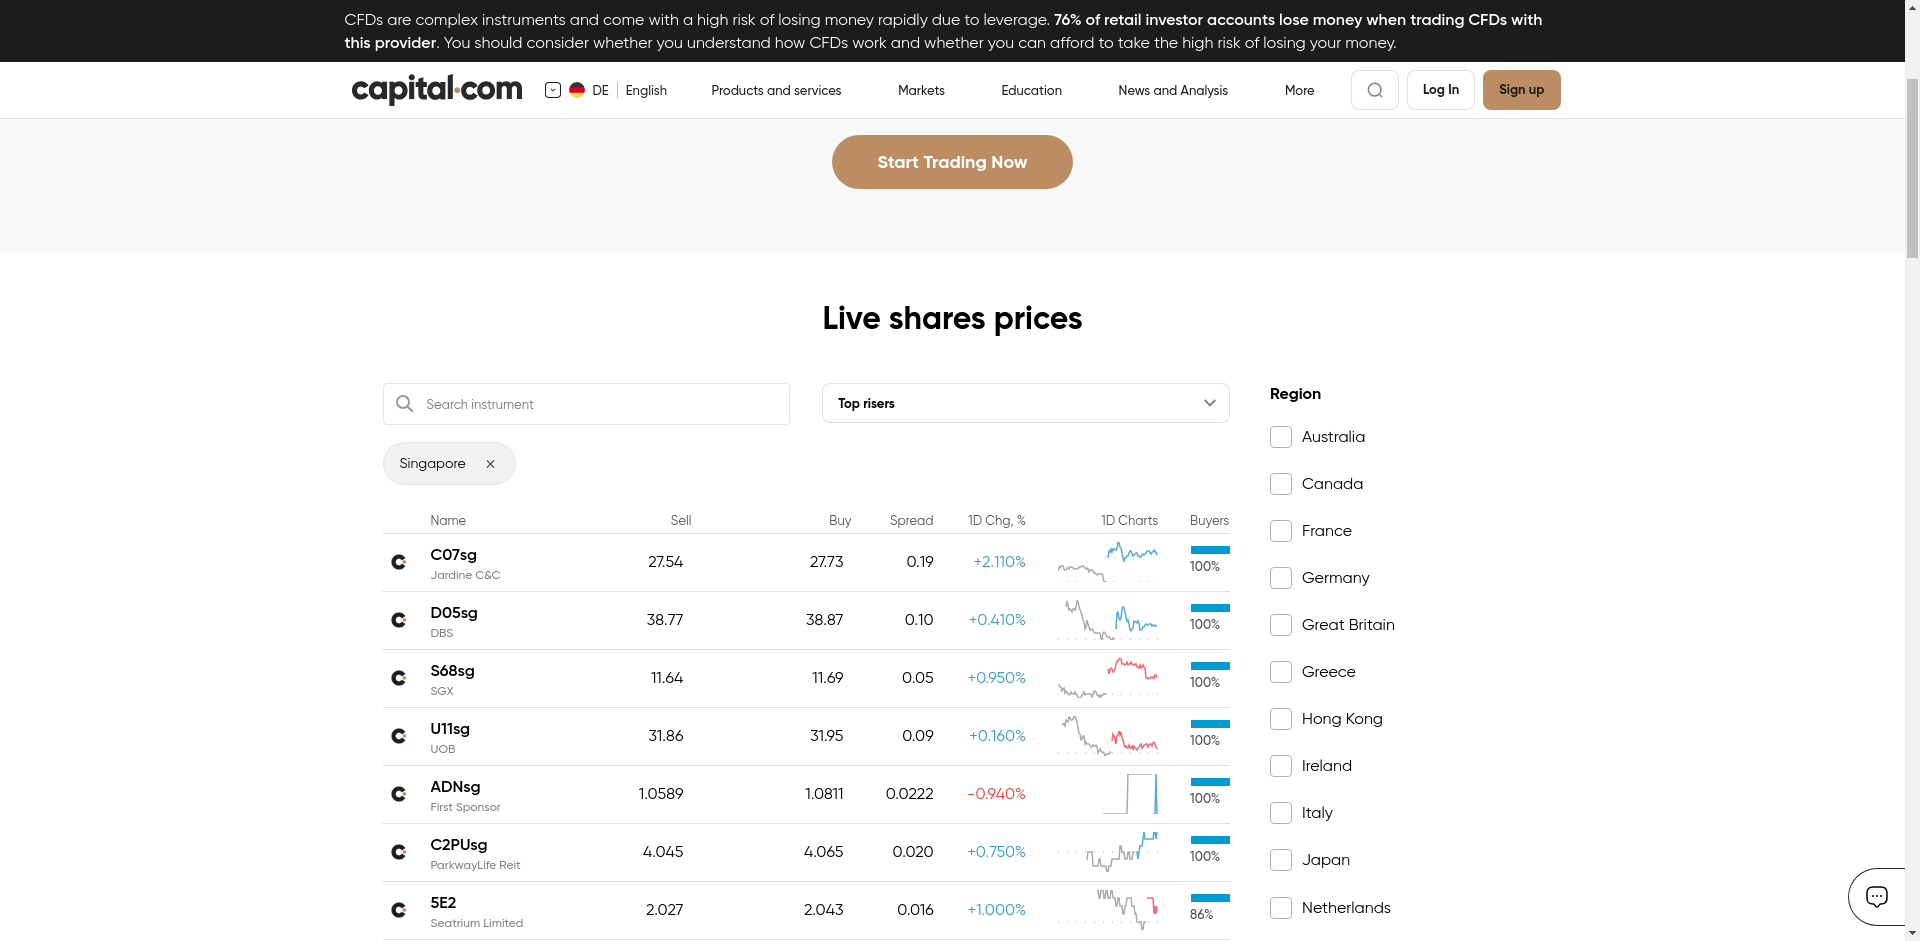 CFDs are complex instruments and come with a high risk of losing money rapidly due to leverage. 76% of retail investor accounts lose money when trading CFDs with
this provider. You should consider whether you understand how CFDs work and whether you can afford to take the high risk of losing your money.
capital.com DE English Products and services Markets Education News and Analysis More Log In Sign up
Start Trading Now
Live shares prices
Search instrument
Top risers
Singapore
Name Sell Buy Spread 1D Chg, % 1D Charts Buyers
C07sg 27.54 27.73 0.19 +2.110% 100%
Jardine C&C
D05sg 38.77 38.87 0.10 +0.410% 100%
DBS
S68sg 11.64 11.69 0.05 +0.950% 100%
SGX
U11sg 31.86 31.95 0.09 +0.160% 100%
UOB
ADNsg 1.0589 1.0811 0.0222 -0.940% 100%
First Sponsor
C2PUsg 4.045 4.065 0.020 +0.750% 100%
ParkwayLife Reit
5E2 2.027 2.043 0.016 +1.000% 86%
Seatrium Limited
Region
Australia
Canada
France
Germany
Great Britain
Greece
Hong Kong
Ireland
Italy
Japan
Netherlands